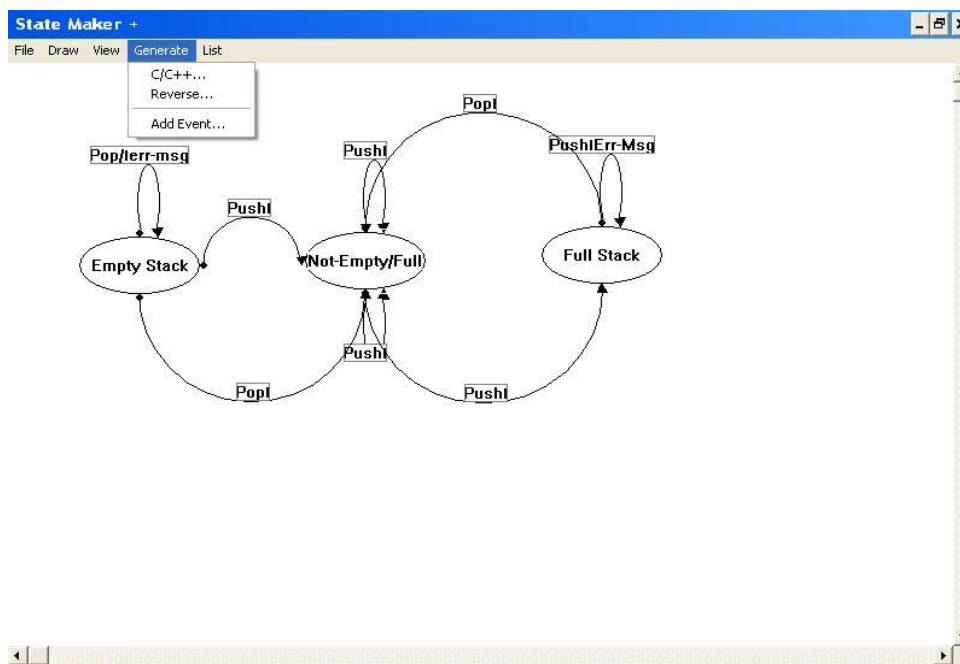 State Maker +
File Draw View Generate List
C/C++...
Reverse...
Add Event...
Popl
Pop/lerr-msg
Pushl
PushlErr-Msg
Pushl
Empty Stack
Not-Empty/Full
Full Stack
Pushl
Popl
Pushl